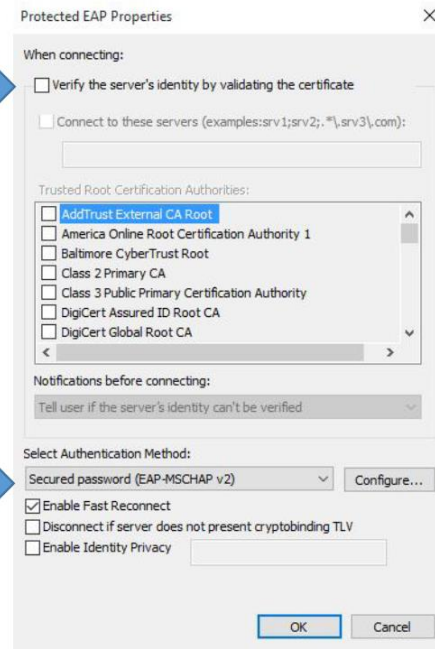 Protected EAP Properties
When connecting:
Verify the server's identity by validating the certificate
Connect to these servers (examples:srv1;srv2;.*\.srv3\.com):
Trusted Root Certification Authorities:
AddTrust External CA Root
America Online Root Certification Authority 1
Baltimore CyberTrust Root
Class 2 Primary CA
Class 3 Public Primary Certification Authority
DigiCert Assured ID Root CA
DigiCert Global Root CA
Notifications before connecting:
Tell user if the server's identity can't be verified
Select Authentication Method:
Secured password (EAP-MSCHAP v2) Configure...
Enable Fast Reconnect
Disconnect if server does not present cryptobinding TLV
Enable Identity Privacy
OK Cancel